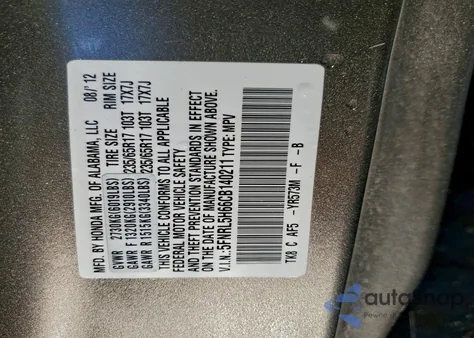 MFD. BY HONDA MFG. OF ALABAMA, LLC 08/12
TIRE SIZE RIM SIZE
GVWR 2730KG(6019LBS)
GAWR F 1320KG(2910LBS) 235/65R17 103T 17X7J
GAWR R 1515KG(3340LBS) 235/65R17 103T 17X7J
THIS VEHICLE CONFORMS TO ALL APPLICABLE
FEDERAL MOTOR VEHICLE SAFETY
AND THEFT PREVENTION STANDARDS IN EFFECT
ON THE DATE OF MANUFACTURE SHOWN ABOVE.
V.I.N.:5FNRL5H66CB140211 TYPE: MPV
TK8 C AF5 -YR573M -F -B